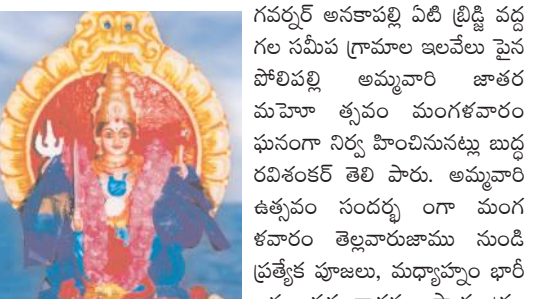 గవర్నర్ అనకాపల్లి ఏటి బ్రిడ్జి వద్ద
గల సమీప గ్రామాల ఇలవేలు పైన
పోలిపల్లి అమ్మవారి జాతర
మహెూ త్సవం మంగళవారం
ఘనంగా నిర్వ హించినునట్లు బుద్ధ
రవిశంకర్ తెలి పారు. అమ్మవారి
ఉత్సవం సందర్భ ంగా మంగ
ళవారం తెల్లవారుజాము నుండి
ప్రత్యేక పూజలు, మధ్యాహ్నం భారీ